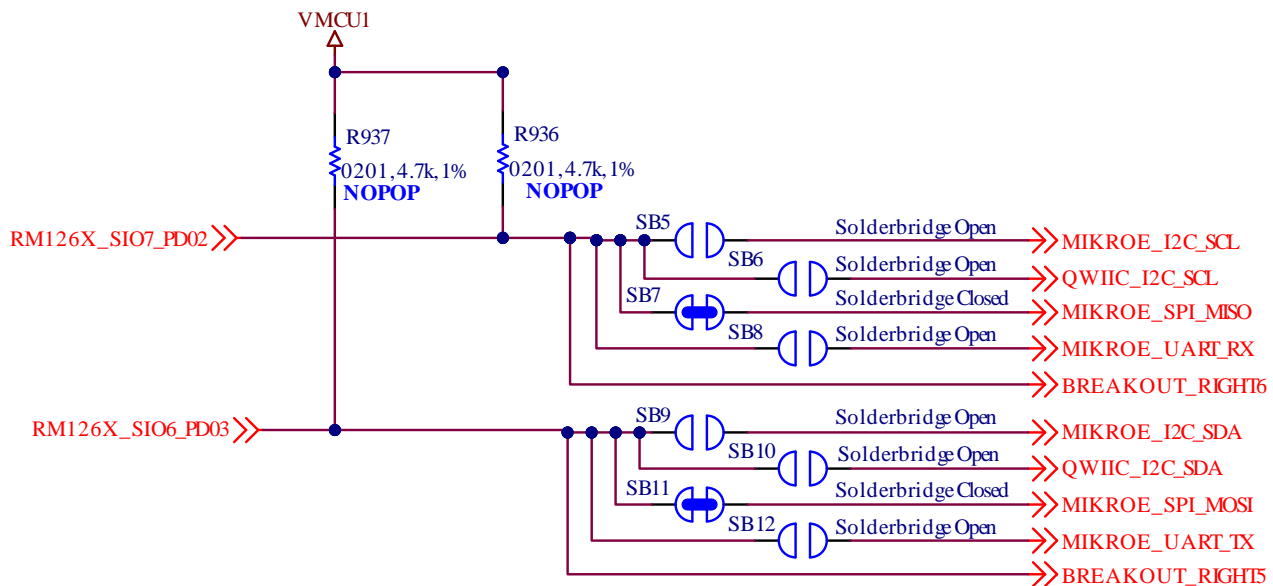 VMCU1
R937
0201,4.7k,1%
NOPOP
R936
0201,4.7k,1%
NOPOP
RM126X_SIO7_PD02
SB5
Solderbridge Open
MIKROE_I2C_SCL
SB6
Solderbridge Open
QWIIC_I2C_SCL
SB7
Solderbridge Closed
MIKROE_SPI_MISO
SB8
Solderbridge Open
MIKROE_UART_RX
BREAKOUT_RIGHT6
RM126X_SIO6_PD03
SB9
Solderbridge Open
MIKROE_I2C_SDA
SB10
Solderbridge Open
QWIIC_I2C_SDA
SB11
Solderbridge Closed
MIKROE_SPI_MOSI
SB12
Solderbridge Open
MIKROE_UART_TX
BREAKOUT_RIGHT5